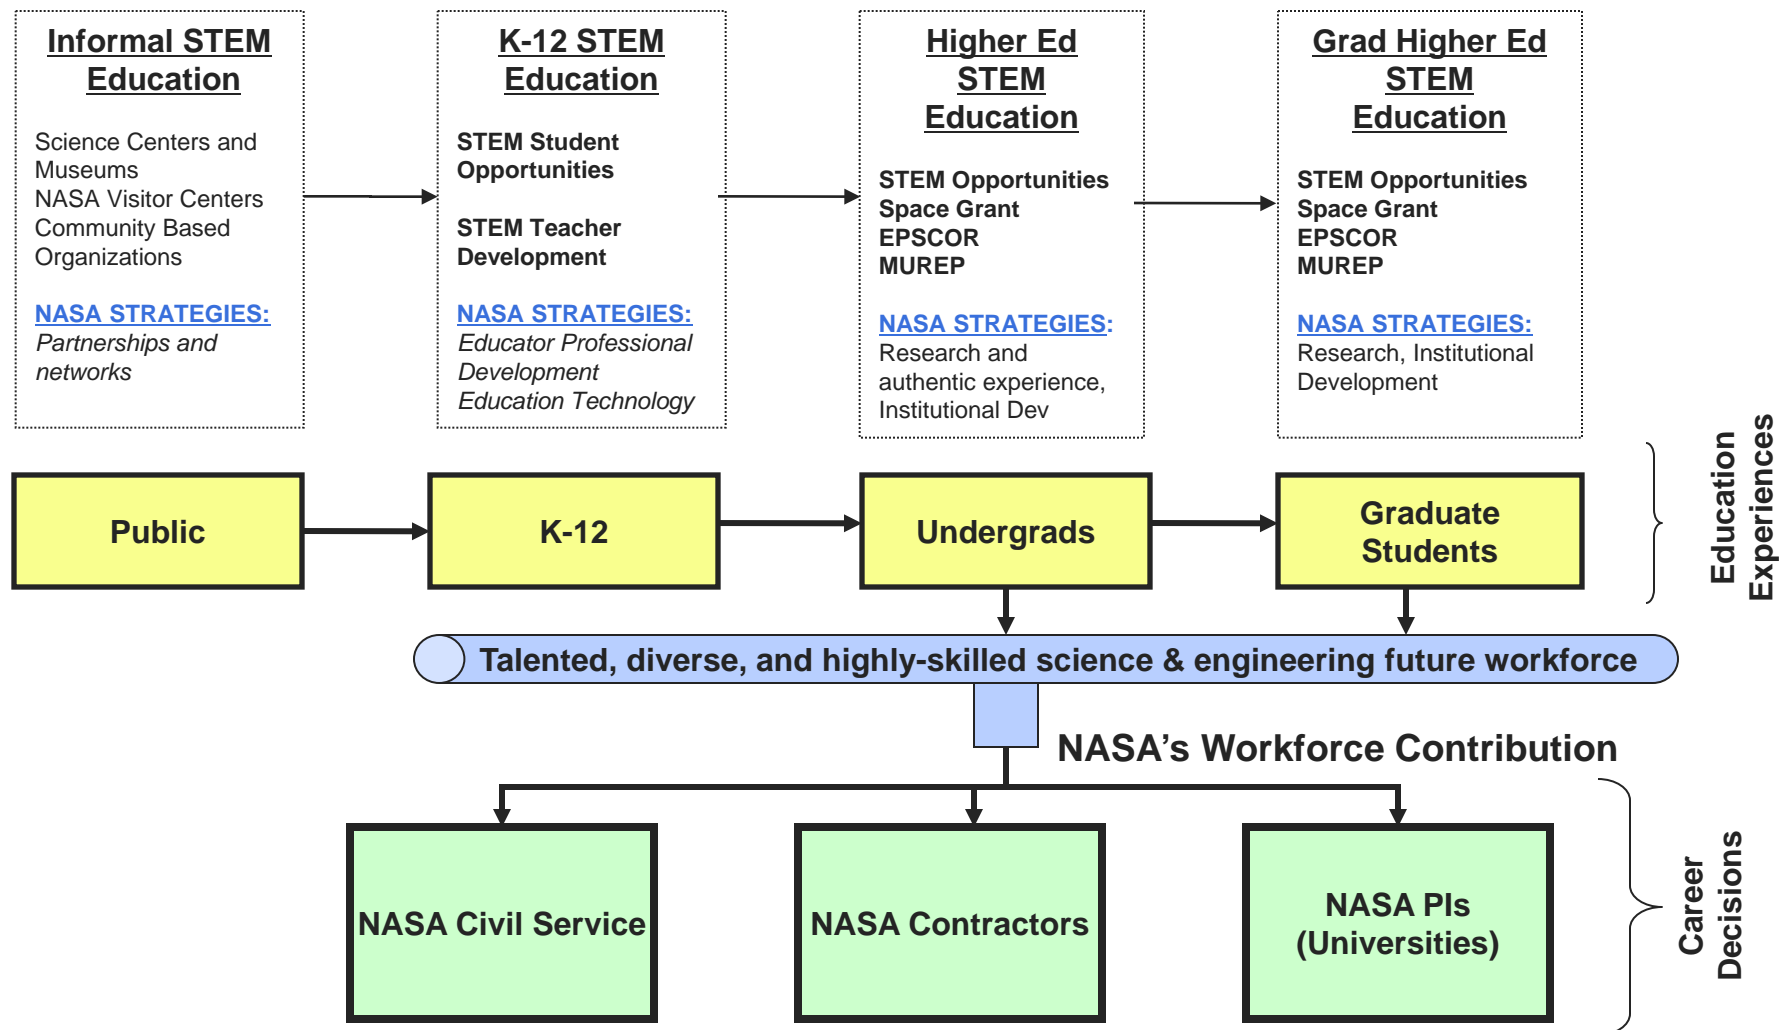 Informal STEM
Education
Science Centers and
Museums
NASA Visitor Centers
Community Based
Organizations
NASA STRATEGIES:
Partnerships and
networks
K-12 STEM
Education
STEM Student
Opportunities
STEM Teacher
Development
NASA STRATEGIES:
Educator Professional
Development
Education Technology
Higher Ed
STEM
Education
STEM Opportunities
Space Grant
EPSCOR
MUREP
NASA STRATEGIES:
Research and
authentic experience,
Institutional Dev
Grad Higher Ed
STEM
Education
STEM Opportunities
Space Grant
EPSCOR
MUREP
NASA STRATEGIES:
Research, Institutional
Development
Public
K-12
Undergrads
Graduate
Students
Education
Experiences
Talented, diverse, and highly-skilled science & engineering future workforce
NASA’s Workforce Contribution
NASA Civil Service
NASA Contractors
NASA PIs
(Universities)
Career
Decisions